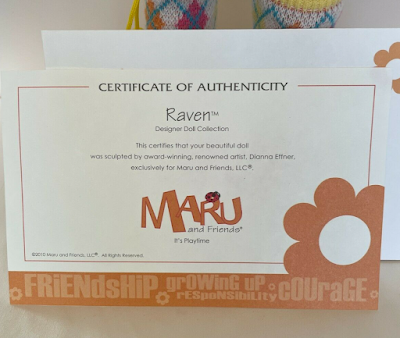 CERTIFICATE OF AUTHENTICITY
Raven™
Designer Doll Collection
This certifies that your beautiful doll
was sculpted by award-winning, renowned artist, Dianna Effner,
exclusively for Maru and Friends, LLC®.
MARU
and Friends®
It's Playtime
©2010 Maru and Friends, LLC®. All Rights Reserved.
FRiENdsHiP growiNg uP rEsPoNsibiLity COUraGE